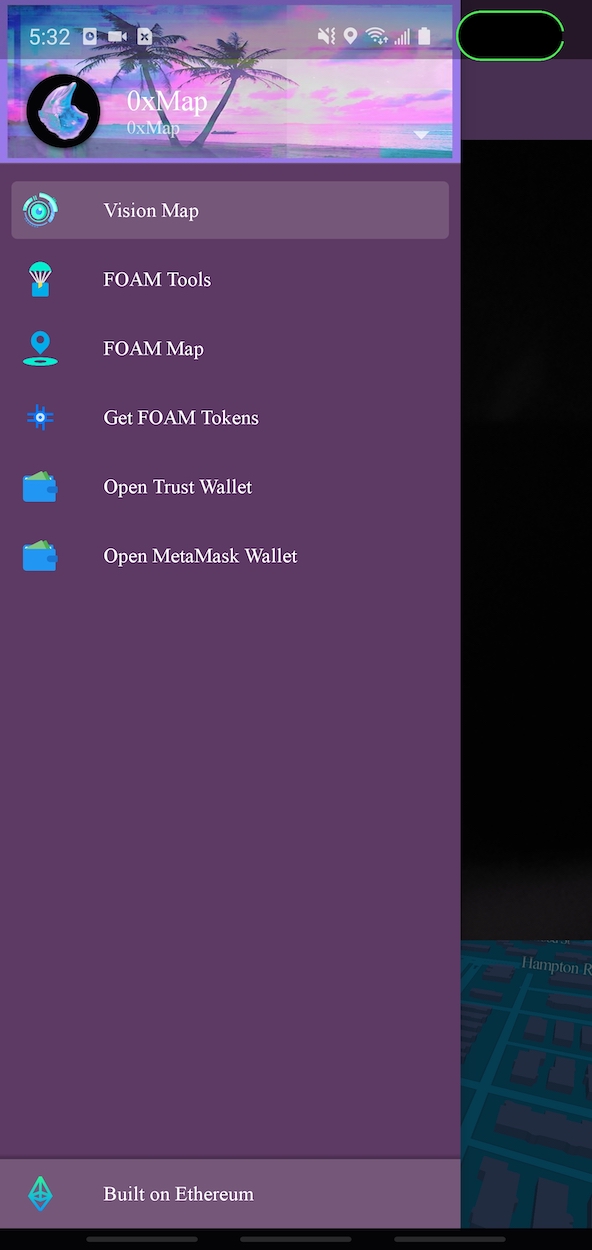 5:32
0xMap
0xMap
Vision Map
FOAM Tools
FOAM Map
Get FOAM Tokens
Open Trust Wallet
Open MetaMask Wallet
Hampton R
Built on Ethereum